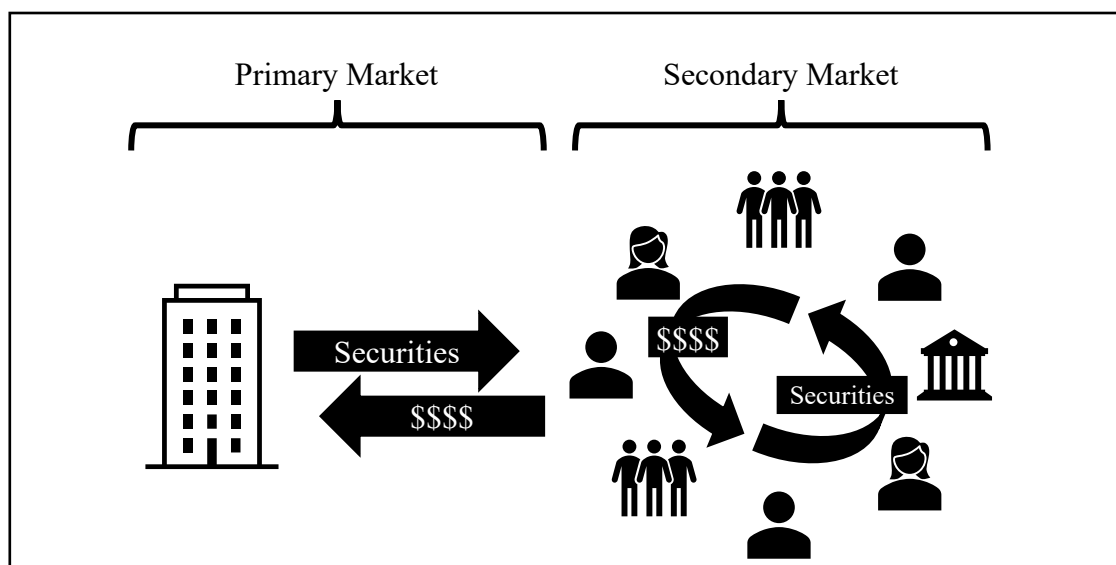 Primary Market
Secondary Market
Securities
$$$$
$$$$
Securities